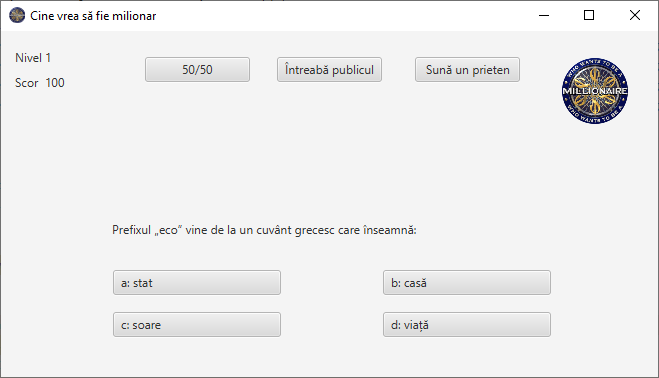 Cine vrea să fie milionar
Nivel 1
50/50
Întreabă publicul
Sună un prieten
Scor 100
WHO WANTS TO BE A
MILLIONAIRE
WHO WANTS TO BE A
Prefixul „eco” vine de la un cuvânt grecesc care înseamnă:
a: stat
b: casă
c: soare
d: viață